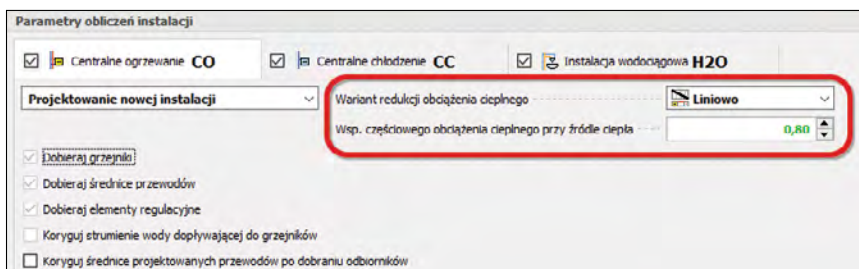 Parametry obliczeń instalacji
Centralne ogrzewanie CO
Centralne chłodzenie CC
Instalacja wodociągowa H2O
Projektowanie nowej instalacji
Wariant redukcji obciążenia cieplnego
Liniowo
Wsp. częściowego obciążenia cieplnego przy źródle ciepła
0,80
Dobieraj grzejniki
Dobieraj średnice przewodów
Dobieraj elementy regulacyjne
Koryguj strumienie wody dopływającej do grzejników
Koryguj średnice projektowanych przewodów po dobraniu odbiorników